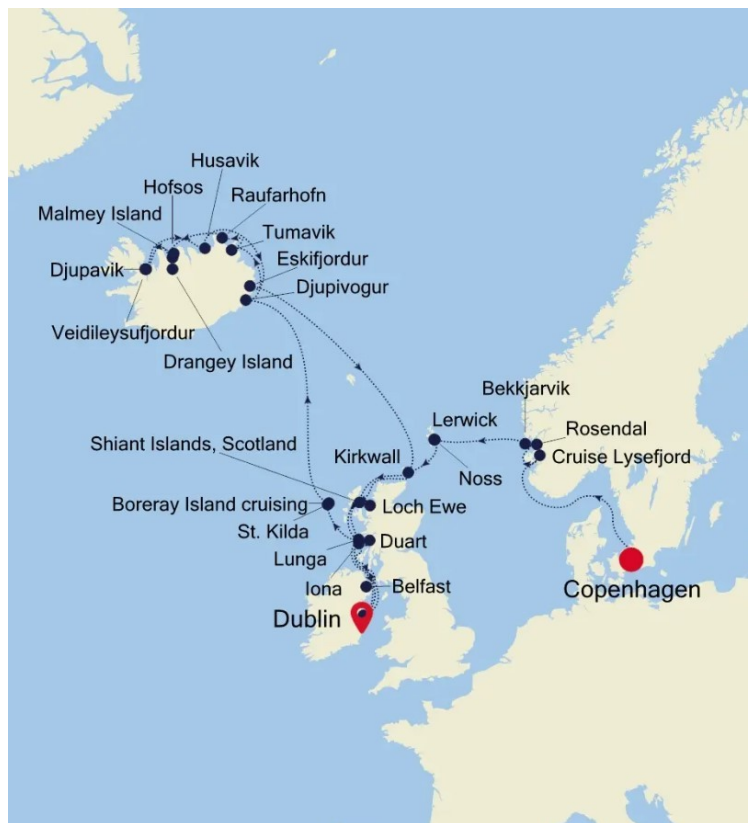 Husavik
Hofsos
Raufarhofn
Malmey Island
Tumavik
Eskifjordur
Djupavik
Djupivogur
Veidileysufjordur
Drangey Island
Bekkjarvik
Lerwick
Rosendal
Shiant Islands, Scotland
Kirkwall
Cruise Lysefjord
Noss
Boreray Island cruising
Loch Ewe
St. Kilda
Duart
Lunga
Iona
Belfast
Copenhagen
Dublin